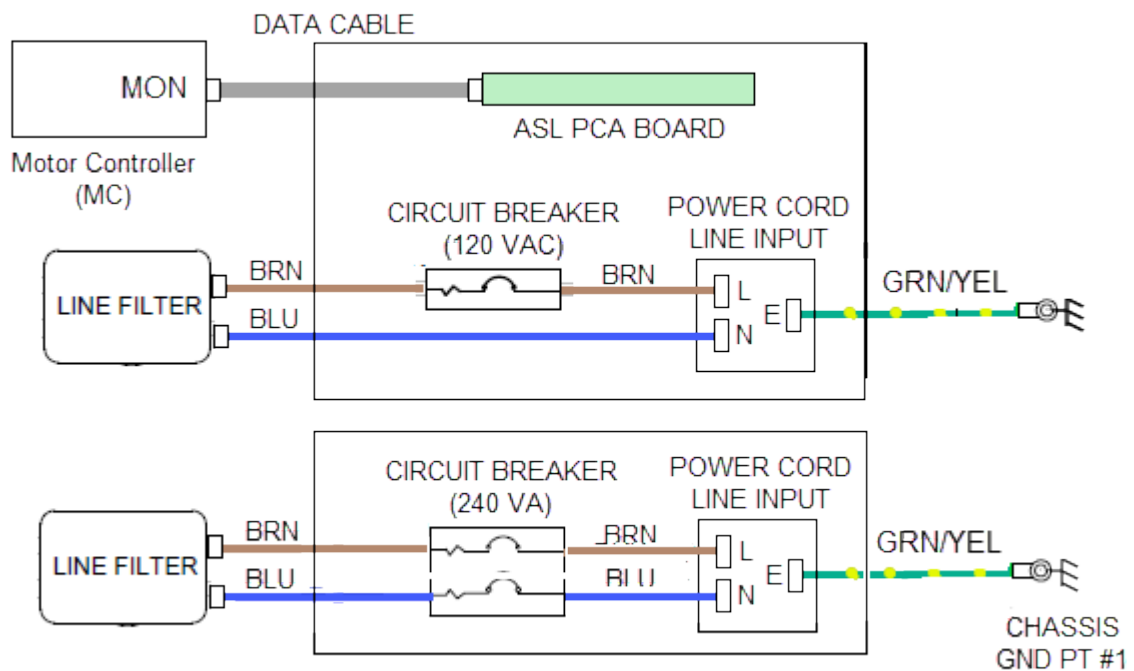 DATA CABLE
MON
ASL PCA BOARD
Motor Controller
(MC)
CIRCUIT BREAKER
(120 VAC)
POWER CORD
LINE INPUT
BRN
BRN
L
GRN/YEL
LINE FILTER
BLU
N
E
CIRCUIT BREAKER
(240 VA)
POWER CORD
LINE INPUT
BRN
BRN
L
GRN/YEL
LINE FILTER
BLU
BLU
N
E
CHASSIS
GND PT #1